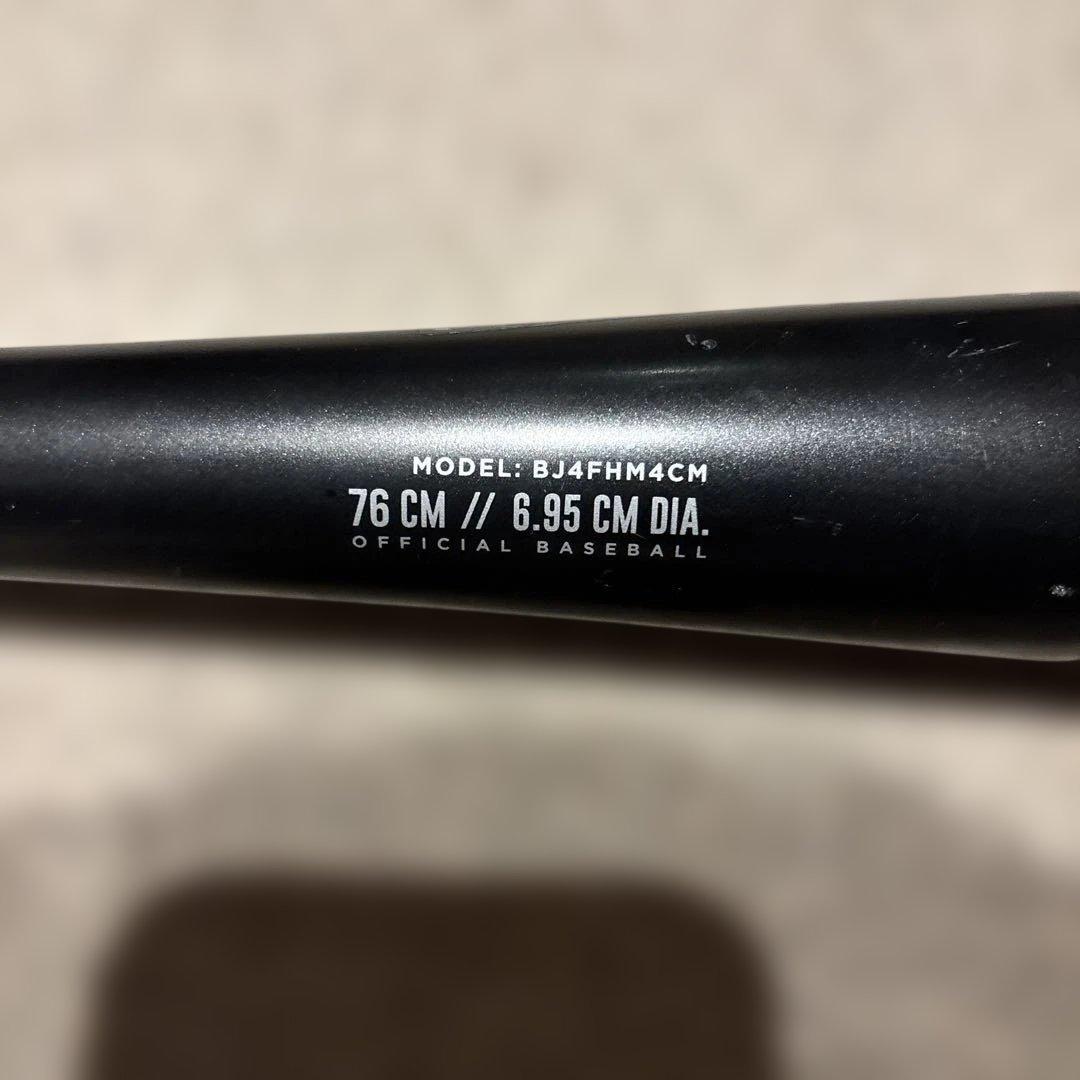 MODEL: BJ4FHM4CM
76 CM // 6.95 CM DIA.
OFFICIAL BASEBALL